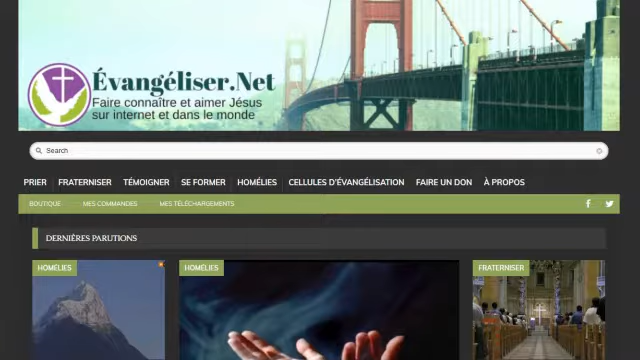 Évangéliser.Net
Faire connaître et aimer Jésus
sur internet et dans le monde
Search
PRIER FRATERNISER TÉMOIGNER SE FORMER HOMÉLIES CELLULES D'ÉVANGÉLISATION FAIRE UN DON À PROPOS
BOUTIQUE MES COMMANDES MES TÉLÉCHARGEMENTS
DERNIÈRES PARUTIONS
HOMÉLIES HOMÉLIES FRATERNISER